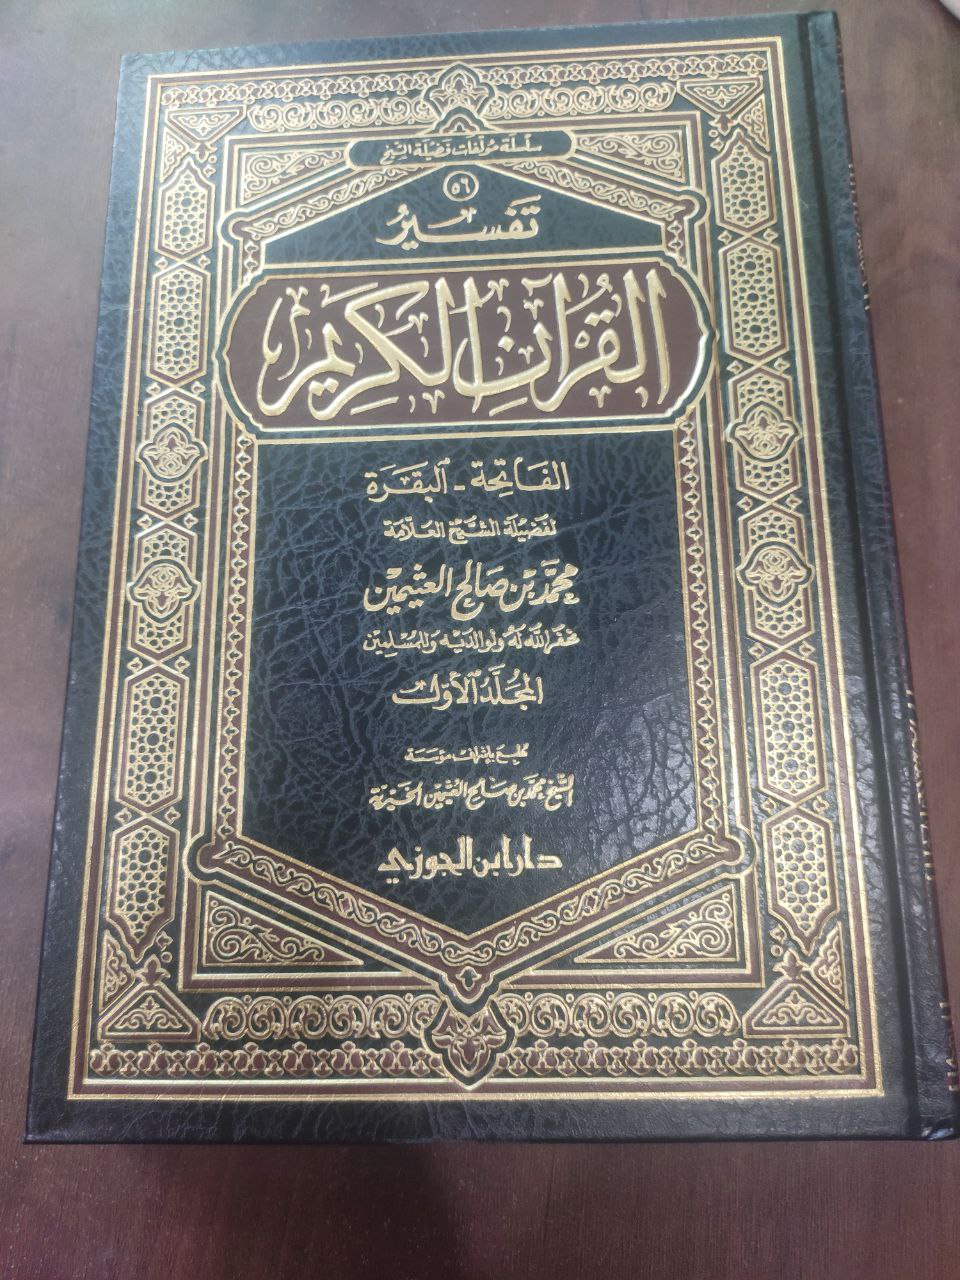 سلسلة مؤلفات فضيلة الشيخ
٥٦
تفسير
القرآن الكريم
الفاتحة - البقرة
لفضيلة الشيخ العلامة
محمد بن صالح العثيمين
غفر الله له ولوالديه وللمسلمين
المجلد الأول
طبع بإشراف مؤسسة
الشيخ محمد بن صالح العثيمين الخيرية
دار ابن الجوزي